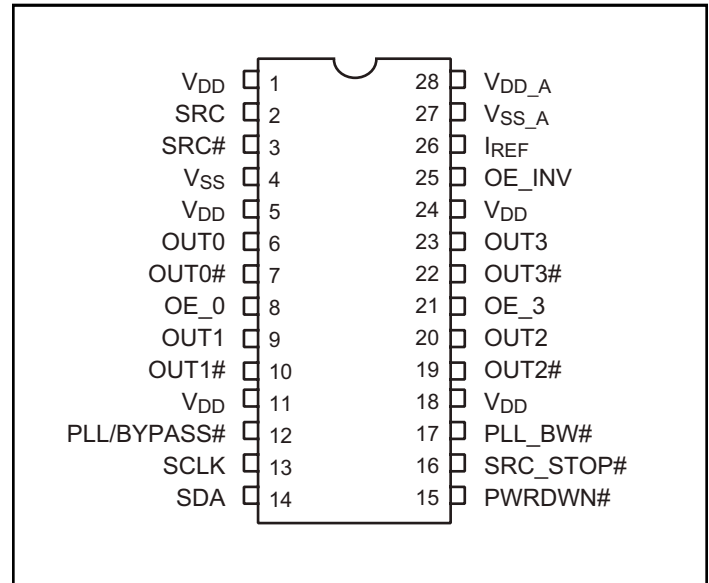 VDD 1 28 VDD_A
SRC 2 27 VSS_A
SRC# 3 26 IREF
VSS 4 25 OE_INV
VDD 5 24 VDD
OUT0 6 23 OUT3
OUT0# 7 22 OUT3#
OE_0 8 21 OE_3
OUT1 9 20 OUT2
OUT1# 10 19 OUT2#
VDD 11 18 VDD
PLL/BYPASS# 12 17 PLL_BW#
SCLK 13 16 SRC_STOP#
SDA 14 15 PWRDWN#